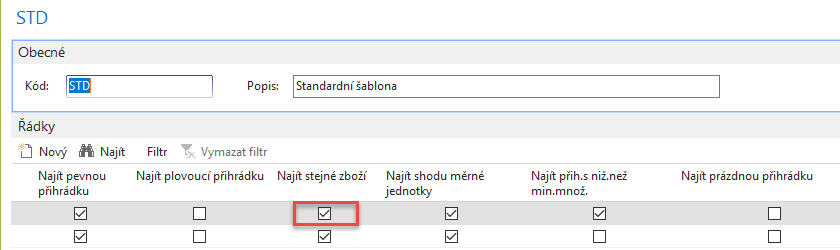 STD
Obecné
Kód: STD Popis: Standardní šablona
Řádky
Nový Najít Filtr Vymazat filtr
Najít pevnou přihrádku Najít plovoucí přihrádku Najít stejné zboží Najít shodu měrné jednotky Najít přih.s niž.než min.množ. Najít prázdnou přihrádku